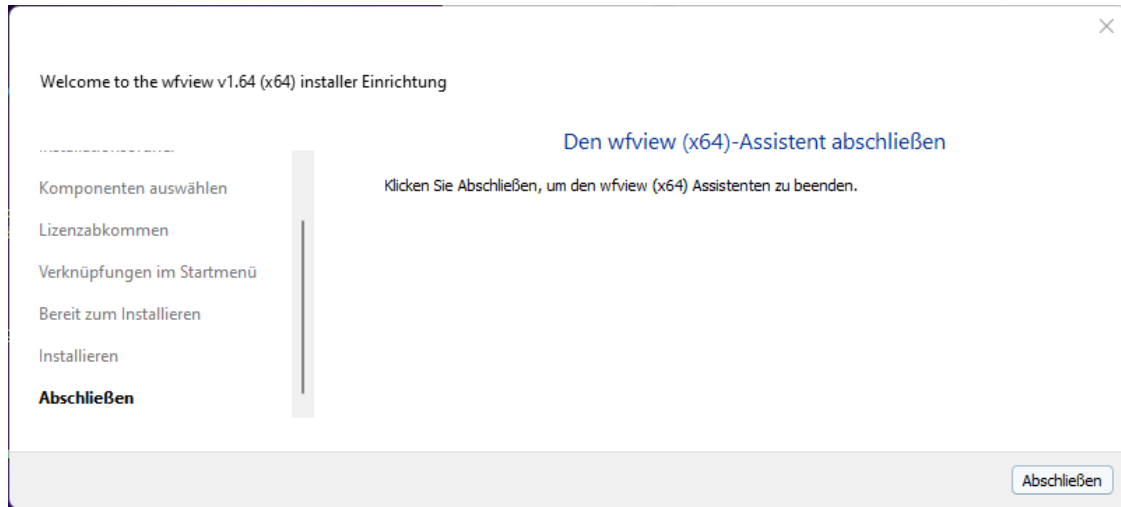 Welcome to the wfview v1.64 (x64) installer Einrichtung
Den wfview (x64)-Assistent abschließen
Klicken Sie Abschließen, um den wfview (x64) Assistenten zu beenden.
Komponenten auswählen
Lizenzabkommen
Verknüpfungen im Startmenü
Bereit zum Installieren
Installieren
Abschließen
Abschließen